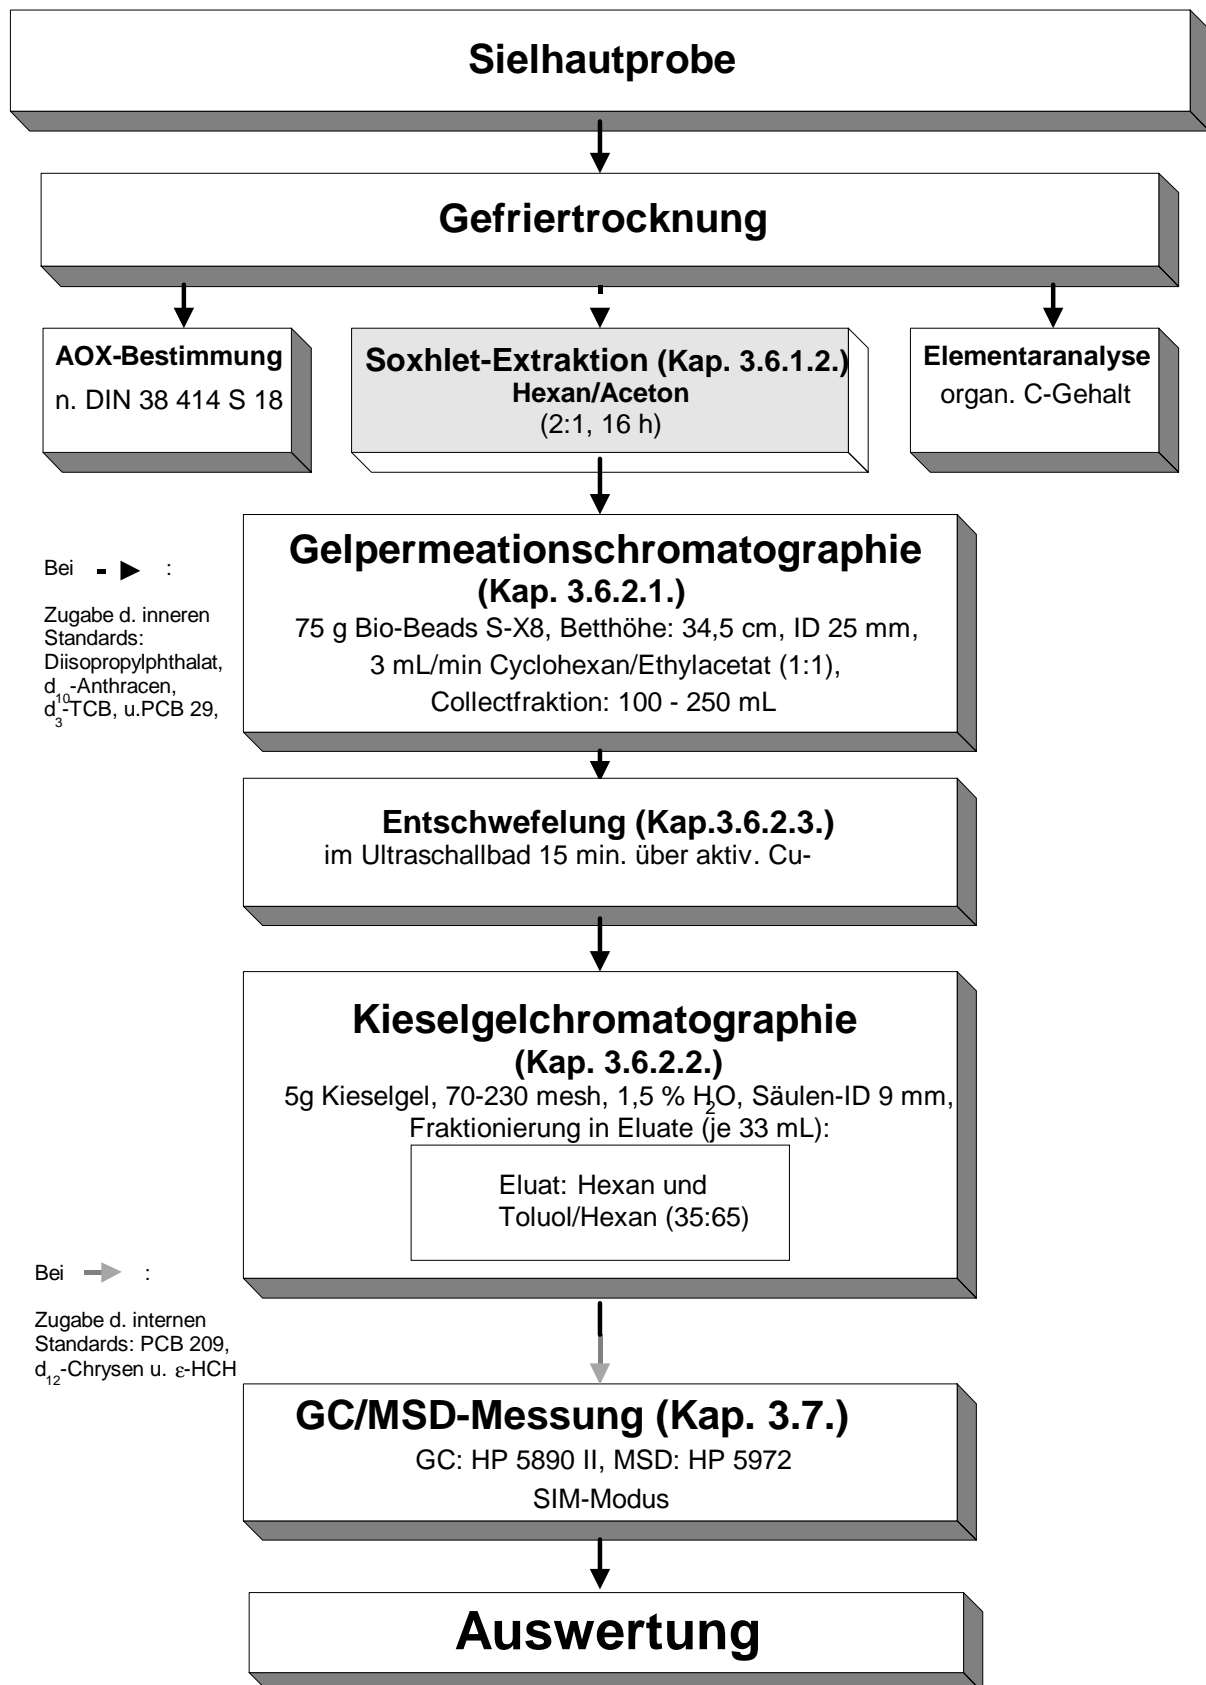 Sielhautprobe
Gefriertrocknung
AOX-Bestimmung
n. DIN 38 414 S 18
Soxhlet-Extraktion (Kap. 3.6.1.2.)
Hexan/Aceton
(2:1, 16 h)
Elementaranalyse
organ. C-Gehalt
Gelpermeationschromatographie
(Kap. 3.6.2.1.)
75 g Bio-Beads S-X8, Betthöhe: 34,5 cm, ID 25 mm,
3 mL/min Cyclohexan/Ethylacetat (1:1),
Collectfraktion: 100 - 250 mL
Bei :
Zugabe d. inneren
Standards:
Diisopropylphthalat,
d10-Anthracen,
d3-TCB, u.PCB 29,
Entschwefelung (Kap.3.6.2.3.)
im Ultraschallbad 15 min. über aktiv. Cu-
Kieselgelchromatographie
(Kap. 3.6.2.2.)
5g Kieselgel, 70-230 mesh, 1,5 % H2O, Säulen-ID 9 mm,
Fraktionierung in Eluate (je 33 mL):
Eluat: Hexan und
Toluol/Hexan (35:65)
Bei :
Zugabe d. internen
Standards: PCB 209,
d12-Chrysen u. ε-HCH
GC/MSD-Messung (Kap. 3.7.)
GC: HP 5890 II, MSD: HP 5972
SIM-Modus
Auswertung